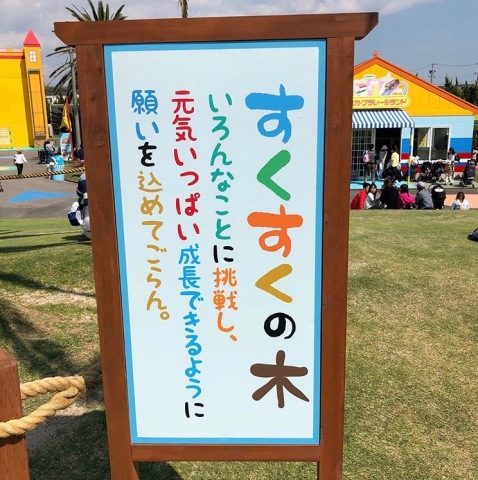 すくすくの木
いろんなことに挑戦し、
元気いっぱい成長できるように
願いを込めてごらん。